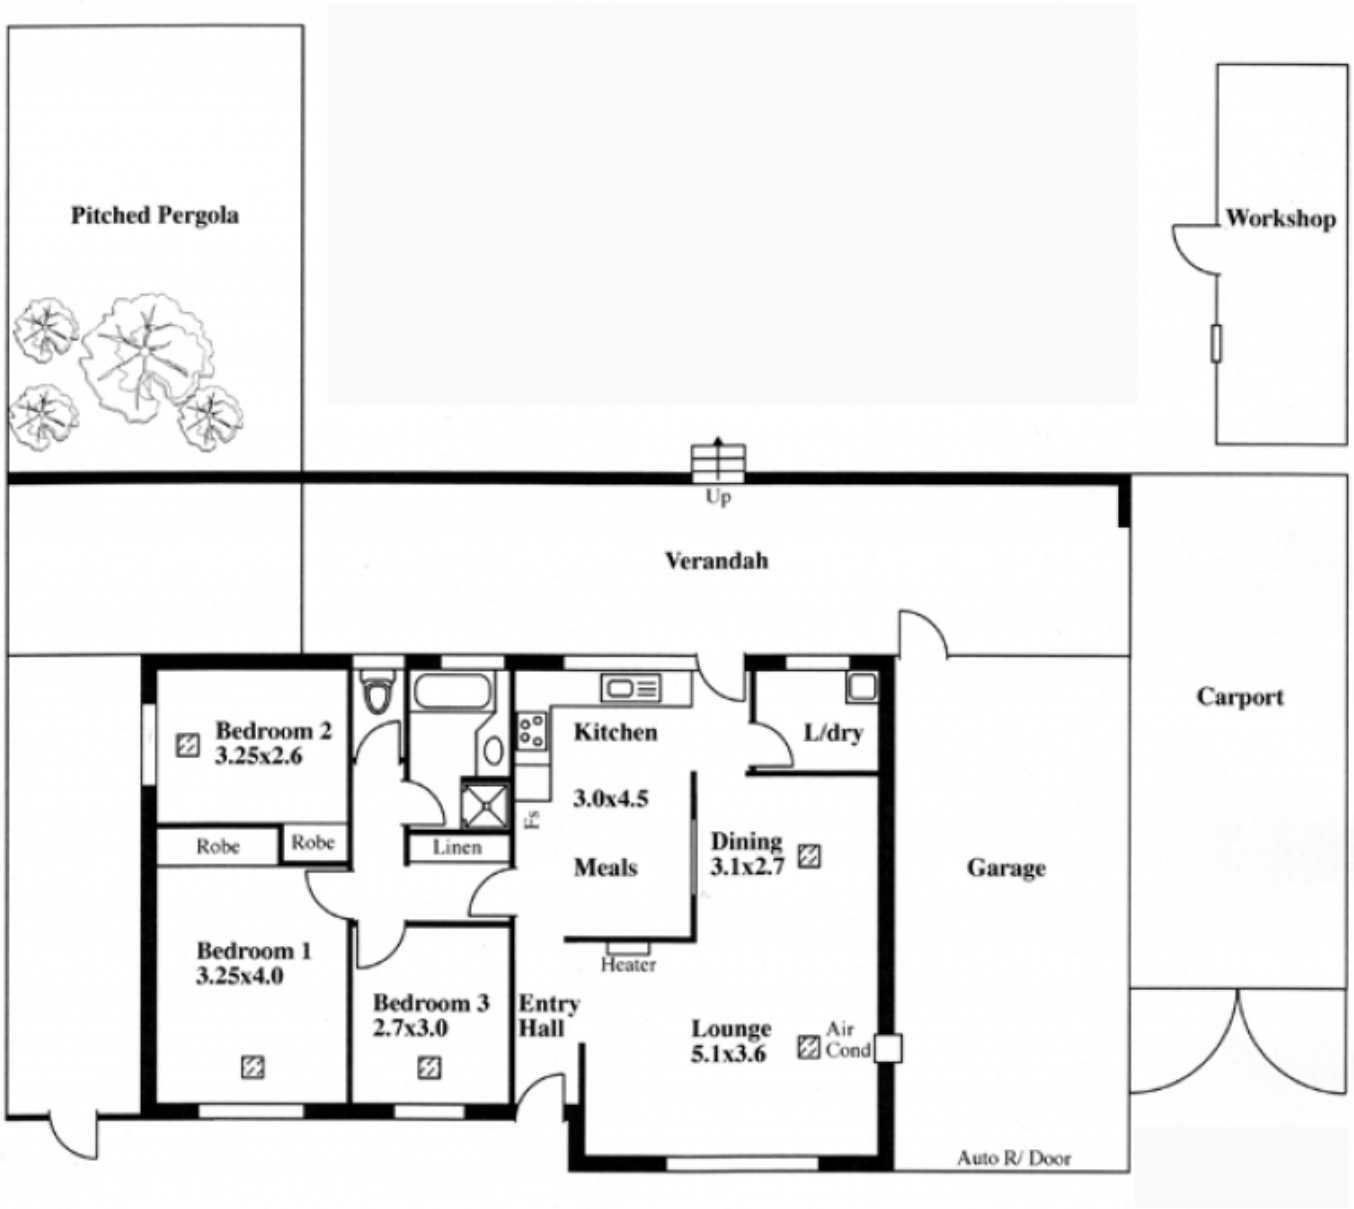 Pitched Pergola
Workshop
Up
Verandah
Carport
Bedroom 2
3.25x2.6
Kitchen
L/dry
3.0x4.5
Fs
Robe
Robe
Linen
Dining
3.1x2.7
Meals
Garage
Bedroom 1
3.25x4.0
Heater
Bedroom 3
2.7x3.0
Entry
Hall
Lounge
5.1x3.6
Air
Cond
Auto R/ Door